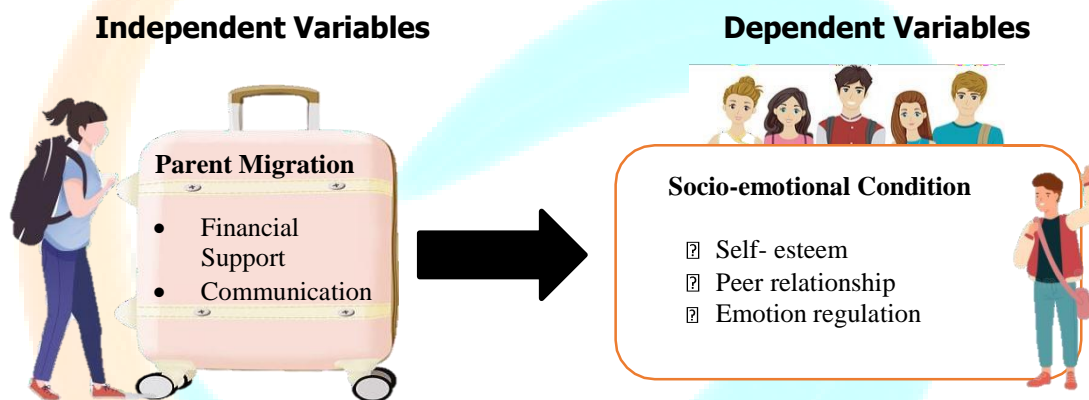 Independent Variables
Dependent Variables
Parent Migration
• Financial
Support
• Communication
Socio-emotional Condition
⍰ Self- esteem
⍰ Peer relationship
⍰ Emotion regulation